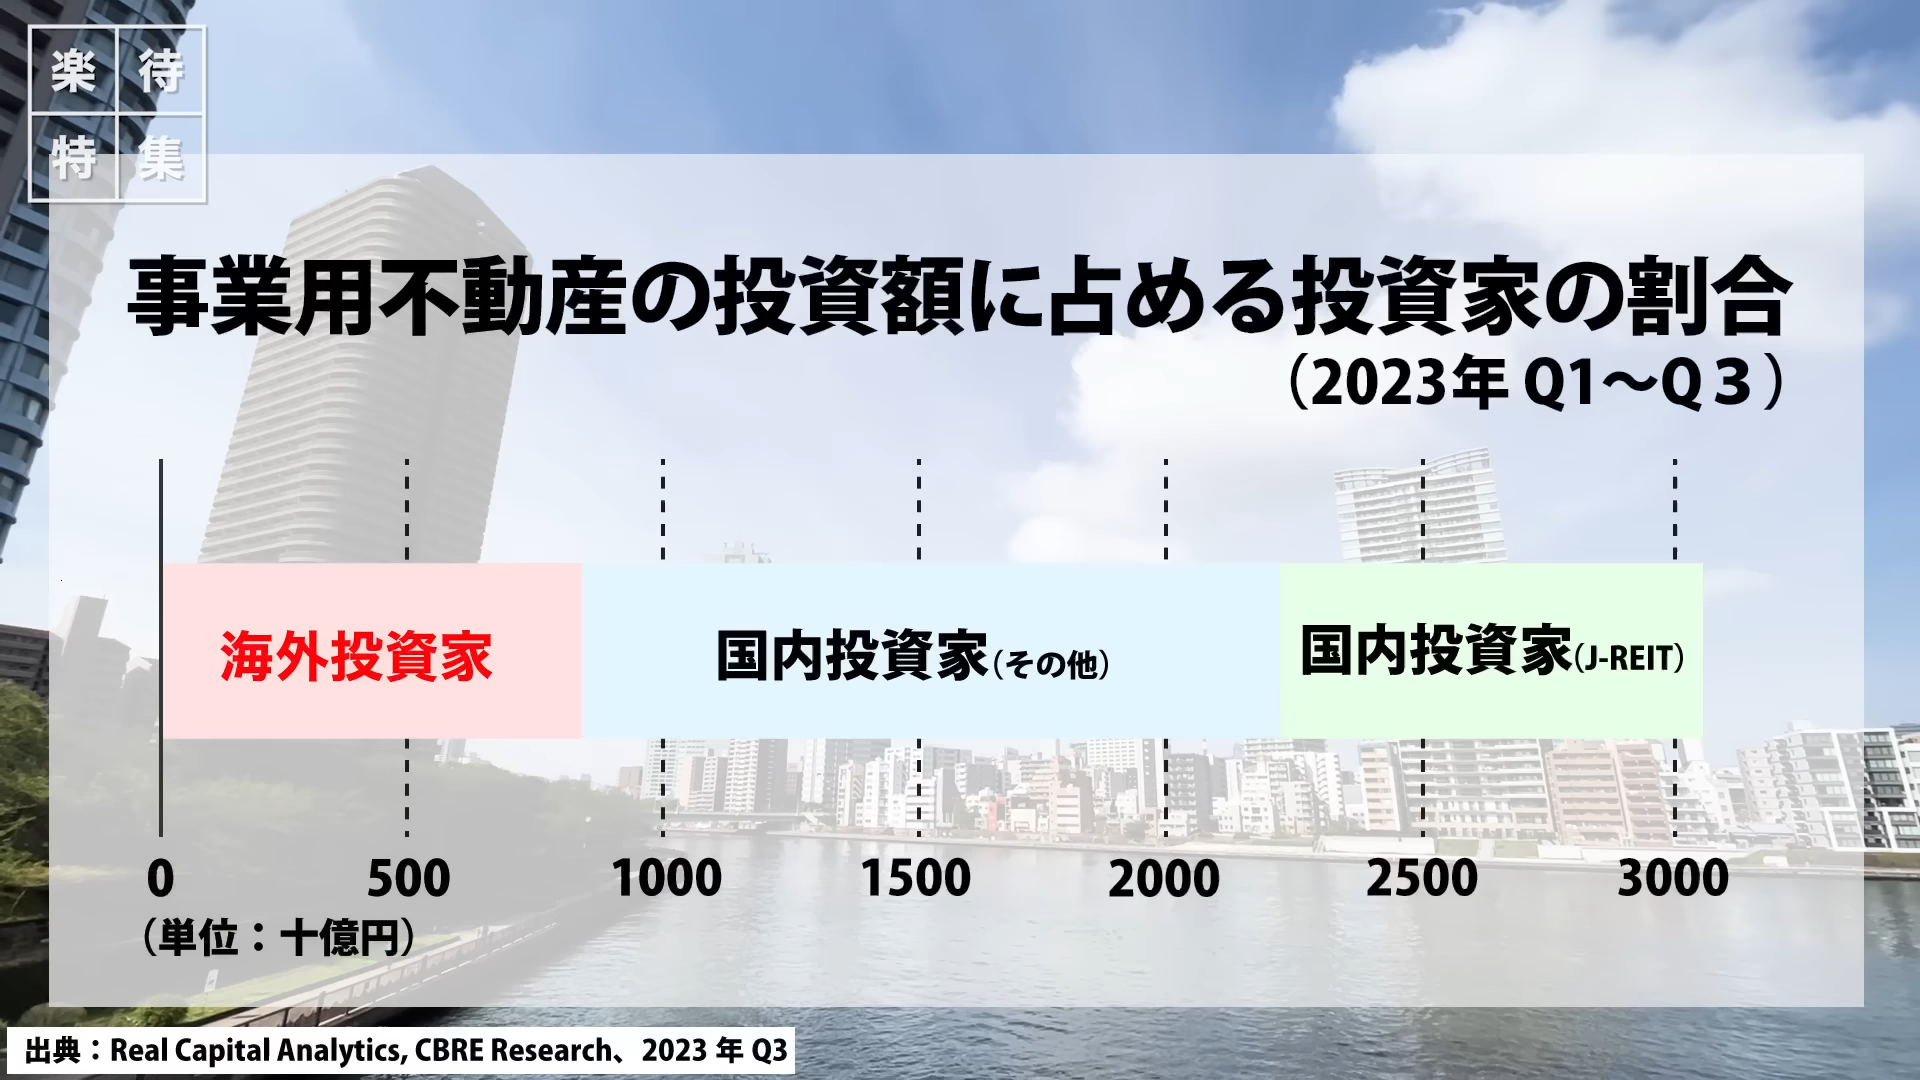 楽待
特集
事業用不動産の投資額に占める投資家の割合
（2023年 Q1～Q３）
海外投資家
国内投資家（その他）
国内投資家（J-REIT）
0 500 1000 1500 2000 2500 3000
（単位：十億円）
出典：Real Capital Analytics, CBRE Research、2023 年 Q3